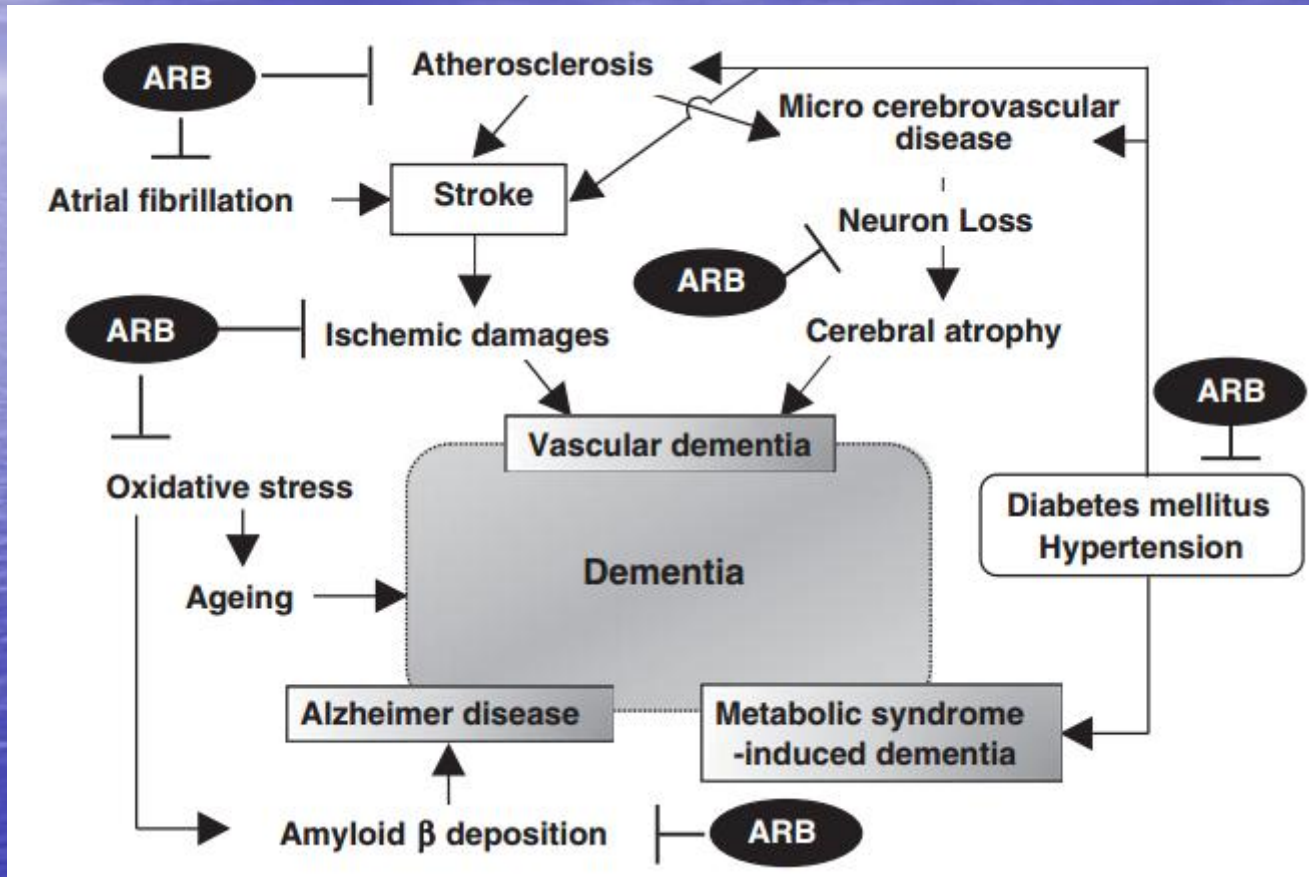 ARB
Atherosclerosis
Micro cerebrovascular
disease
Atrial fibrillation
Stroke
Neuron Loss
ARB
ARB
Ischemic damages
Cerebral atrophy
ARB
Vascular dementia
Oxidative stress
Diabetes mellitus
Hypertension
Dementia
Ageing
Alzheimer disease
Metabolic syndrome
-induced dementia
Amyloid β deposition
ARB